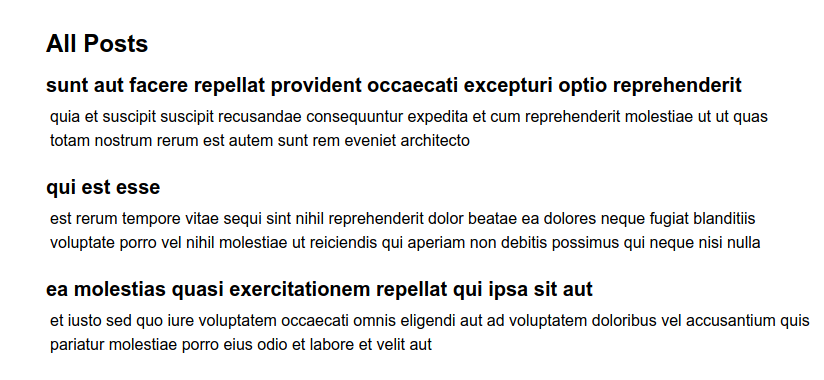 All Posts
sunt aut facere repellat provident occaecati excepturi optio reprehenderit
quia et suscipit suscipit recusandae consequuntur expedita et cum reprehenderit molestiae ut ut quas
totam nostrum rerum est autem sunt rem eveniet architecto
qui est esse
est rerum tempore vitae sequi sint nihil reprehenderit dolor beatae ea dolores neque fugiat blanditiis
voluptate porro vel nihil molestiae ut reiciendis qui aperiam non debitis possimus qui neque nisi nulla
ea molestias quasi exercitationem repellat qui ipsa sit aut
et iusto sed quo iure voluptatem occaecati omnis eligendi aut ad voluptatem doloribus vel accusantium quis
pariatur molestiae porro eius odio et labore et velit aut